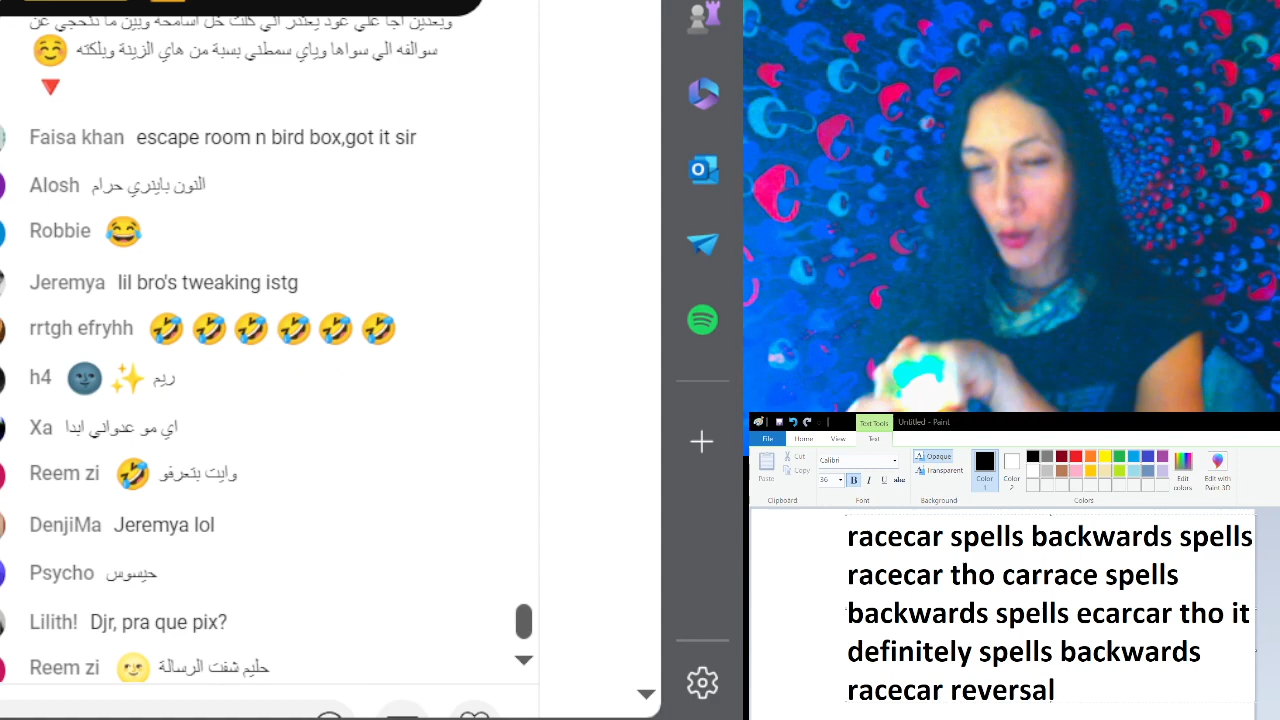 سوالفه الي سواها وياي سمطني بسبة من هاي الزينة وبلكته ☺️
🔻
Faisa khan escape room n bird box,got it sir
Alosh النون بايثري حرام
Robbie 😂
Jeremya lil bro's tweaking istg
rrtgh efryhh 🤣🤣🤣🤣🤣🤣
h4 🌚✨ ريم
Xa اي مو عدواني ابدا
Reem zi وايت بتعرفو 🤣
DenjiMa Jeremya lol
Psycho حيسوس
Lilith! Djr, pra que pix?
Reem zi حليم شفت الرسالة 🌝
Text Tools Untitled - Paint
File Home View Text
Paste Cut Copy Calibri 36 B I U abc Opaque Transparent Color 1 Color 2 Edit colors Edit with Paint 3D
Clipboard Font Background Colors
racecar spells backwards spells
racecar tho carrace spells
backwards spells ecarcar tho it
definitely spells backwards
racecar reversal